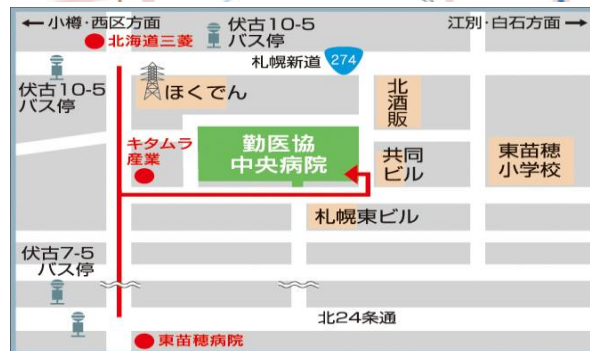 ← 小樽・西区方面
伏古10-5
バス停
江別・白石方面 →
北海道三菱
札幌新道 274
伏古10-5
バス停
ほくでん
北酒販
キタムラ
産業
勤医協
中央病院
共同
ビル
東苗穂
小学校
札幌東ビル
伏古7-5
バス停
北24条通
東苗穂病院